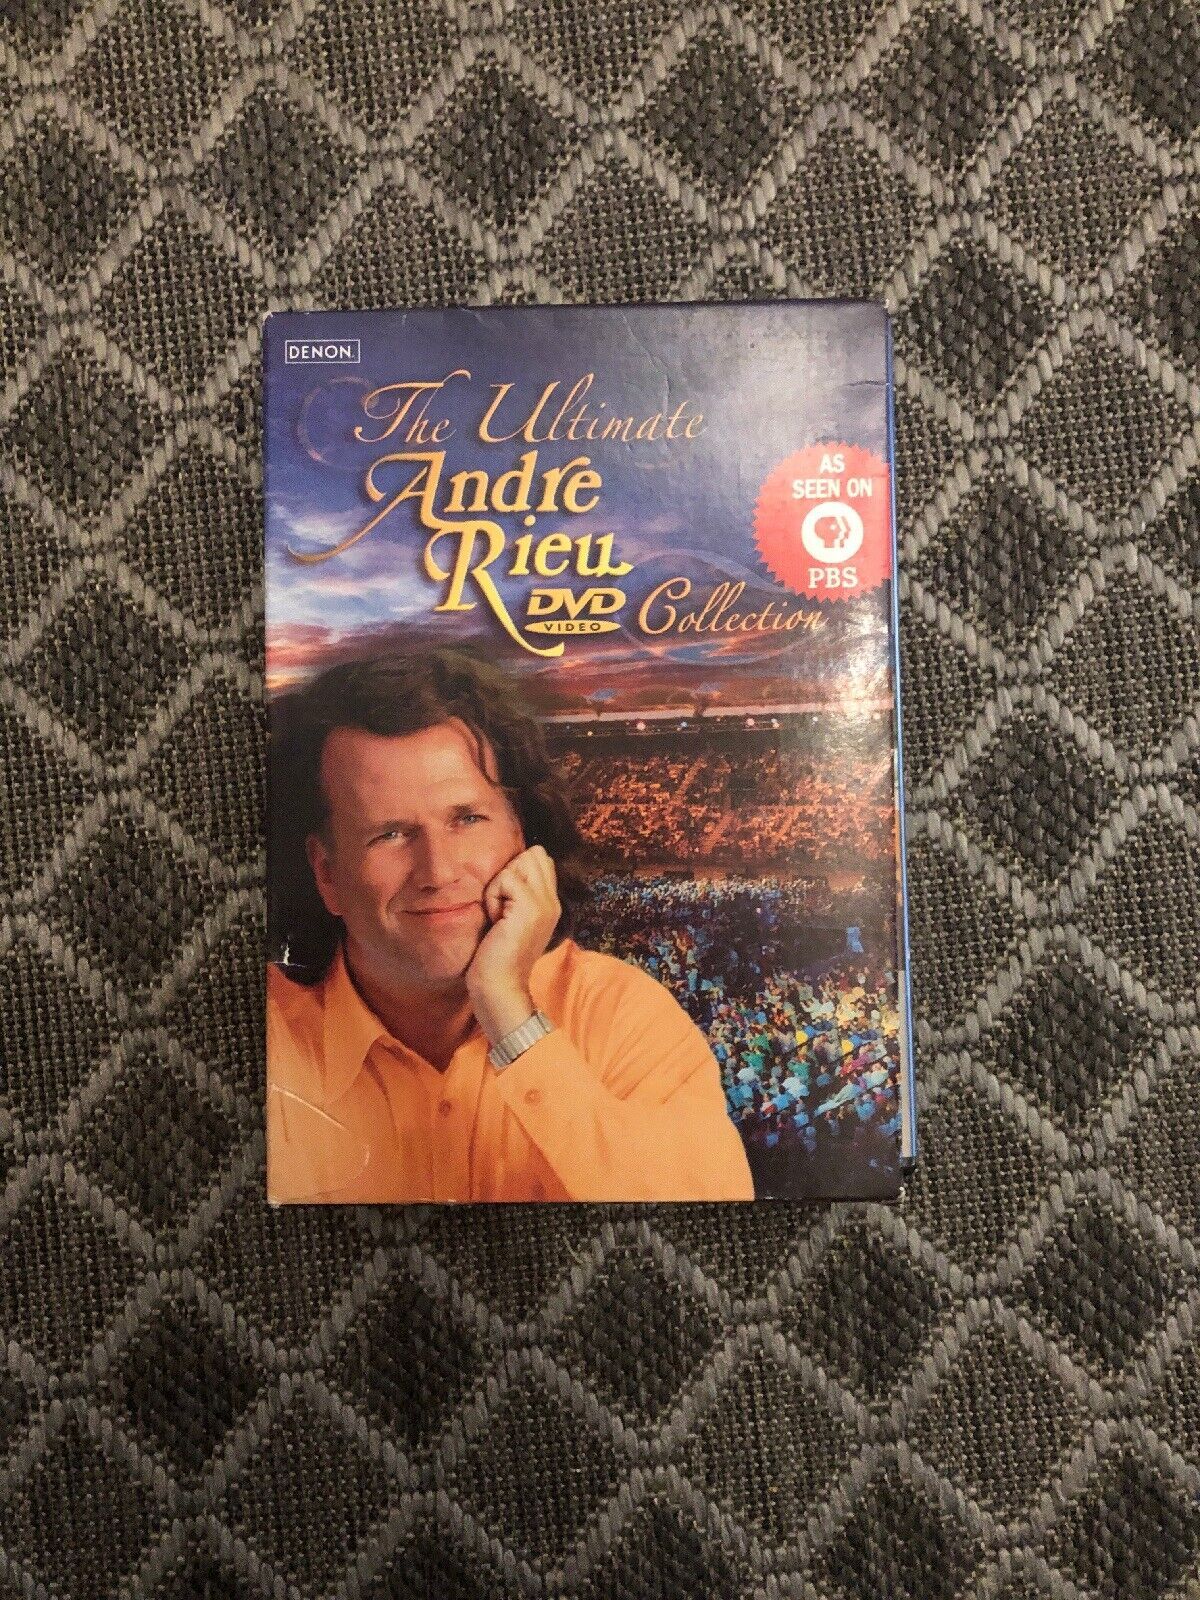 DENON
The Ultimate
Andre
Rieu
DVD
VIDEO
Collection
AS
SEEN ON
PBS